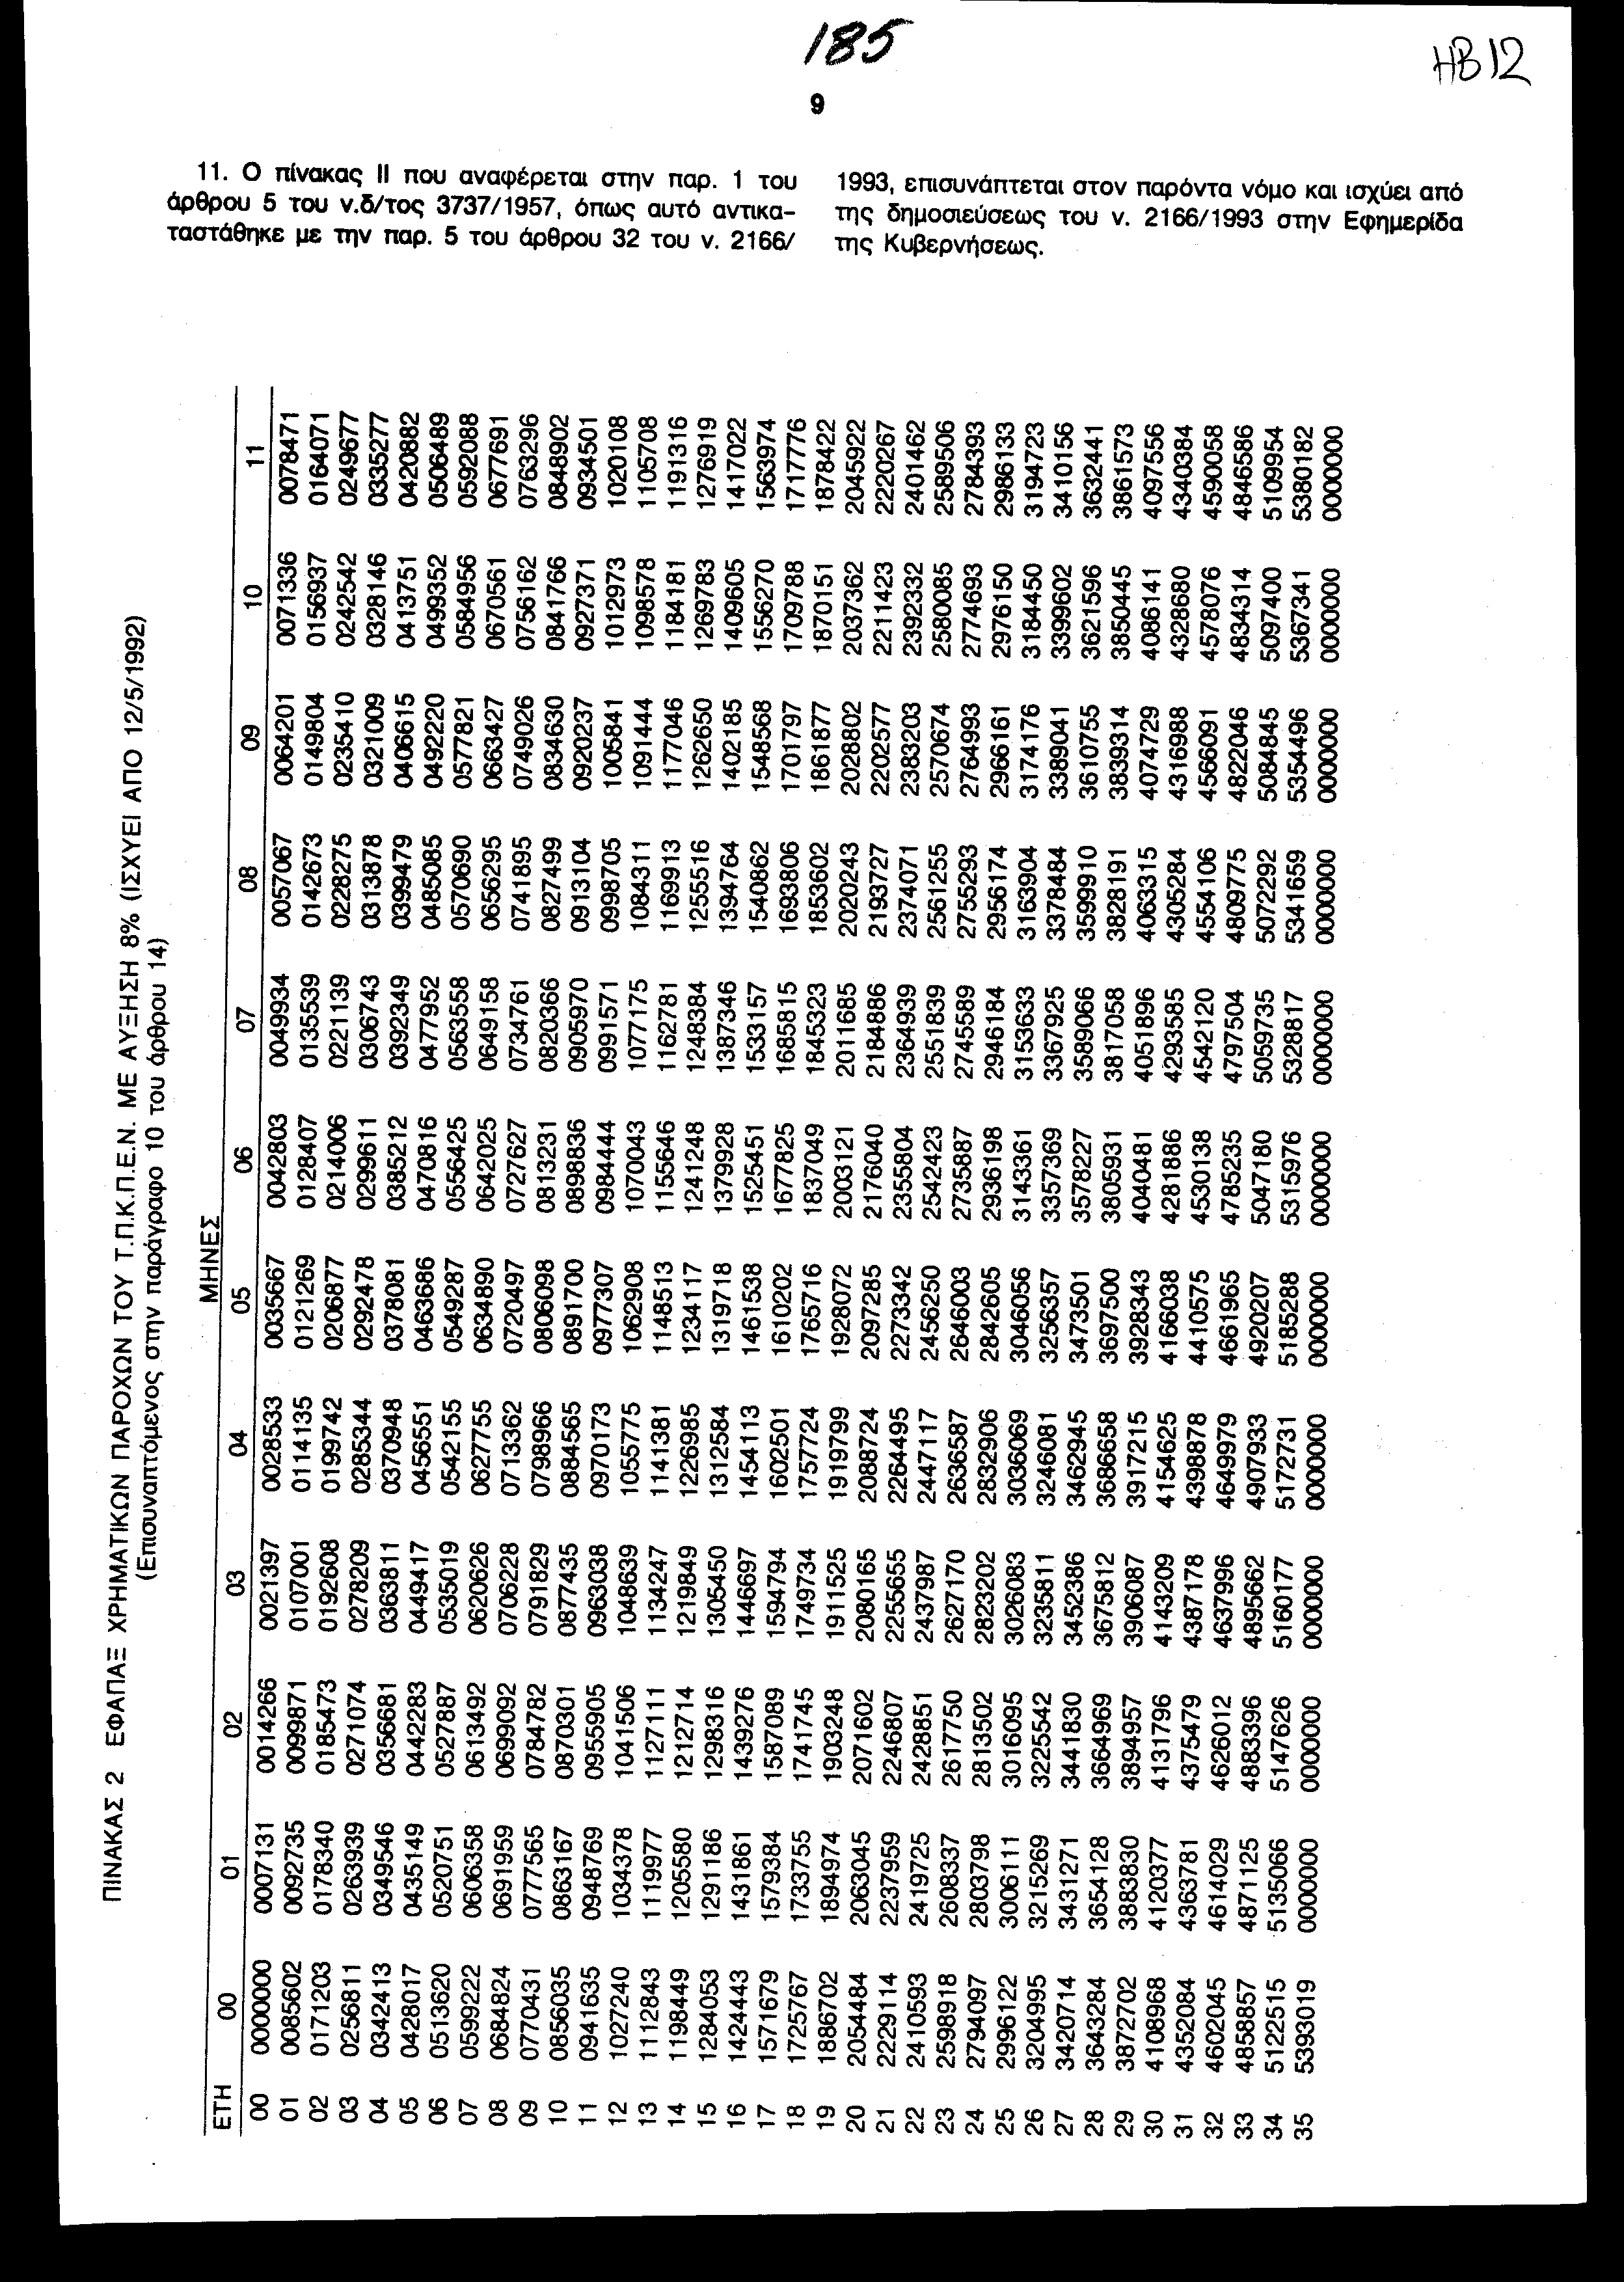 185
HB12
9
11. Ο πίνακας ΙΙ που αναφέρεται στην παρ. 1 του
άρθρου 5 του ν.δ/τος 3737/1957, όπως αυτό αντικα-
ταστάθηκε με την παρ. 5 του άρθρου 32 του ν. 2166/
1993, επισυνάπτεται στον παρόντα νόμο και ισχύει από
της δημοσιεύσεως του ν. 2166/1993 στην Εφημερίδα
της Κυβερνήσεως.
ΠΙΝΑΚΑΣ 2 ΕΦΑΠΑΞ ΧΡΗΜΑΤΙΚΩΝ ΠΑΡΟΧΩΝ ΤΟΥ Τ.Π.Κ.Π.Ε.Ν. ΜΕ ΑΥΞΗΣΗ 8% (ΙΣΧΥΕΙ ΑΠΟ 12/5/1992)
(Επισυναπτόμενος στην παράγραφο 10 του άρθρου 14)
ΜΗΝΕΣ
ΕΤΗ 00 01 02 03 04 05 06 07 08 09 10 11
00 0000000 0007131 0014266 0021397 0028533 0035667 0042803 0049934 0057067 0064201 0071336 0078471
01 0085602 0092735 0099871 0107001 0114135 0121269 0128407 0135539 0142673 0149804 0156937 0164071
02 0171203 0178340 0185473 0192608 0199742 0206877 0214006 0221139 0228275 0235410 0242542 0249677
03 0256811 0263939 0271074 0278209 0285344 0292478 0299611 0306743 0313878 0321009 0328146 0335277
04 0342413 0349546 0356681 0363811 0370948 0378081 0385212 0392349 0399479 0406615 0413751 0420882
05 0428017 0435149 0442283 0449417 0456551 0463686 0470816 0477952 0485085 0492220 0499352 0506489
06 0513620 0520751 0527887 0535019 0542155 0549287 0556425 0563558 0570690 0577821 0584956 0592088
07 0599222 0606358 0613492 0620626 0627755 0634890 0642025 0649158 0656295 0663427 0670561 0677691
08 0684824 0691959 0699092 0706228 0713362 0720497 0727627 0734761 0741895 0749026 0756162 0763296
09 0770431 0777565 0784782 0791829 0798966 0806098 0813231 0820366 0827499 0834630 0841766 0848902
10 0856035 0863167 0870301 0877435 0884565 0891700 0898836 0905970 0913104 0920237 0927371 0934501
11 0941635 0948769 0955905 0963038 0970173 0977307 0984444 0991571 0998705 1005841 1012973 1020108
12 1027240 1034378 1041506 1048639 1055775 1062908 1070043 1077175 1084311 1091444 1098578 1105708
13 1112843 1119977 1127111 1134247 1141381 1148513 1155646 1162781 1169913 1177046 1184181 1191316
14 1198449 1205580 1212714 1219849 1226985 1234117 1241248 1248384 1255516 1262650 1269783 1276919
15 1284053 1291186 1298316 1305450 1312584 1319718 1379928 1387346 1394764 1402185 1409605 1417022
16 1424443 1431861 1439276 1446697 1454113 1461538 1525451 1533157 1540862 1548568 1556270 1563974
17 1571679 1579384 1587089 1594794 1602501 1610202 1677825 1685815 1693806 1701797 1709788 1717776
18 1725767 1733755 1741745 1749734 1757724 1765716 1837049 1845323 1853602 1861877 1870151 1878422
19 1886702 1894974 1903248 1911525 1919799 1928072 2003121 2011685 2020243 2028802 2037362 2045922
20 2054484 2063045 2071602 2080165 2088724 2097285 2176040 2184886 2193727 2202577 2211423 2220267
21 2229114 2237959 2246807 2255655 2264495 2273342 2355804 2364939 2374071 2383203 2392332 2401462
22 2410593 2419725 2428851 2437987 2447117 2456250 2542423 2551839 2561255 2570674 2580085 2589506
23 2598918 2608337 2617750 2627170 2636587 2646003 2735887 2745589 2755293 2764993 2774693 2784393
24 2794097 2803798 2813502 2823202 2832906 2842605 2936198 2946184 2956174 2966161 2976150 2986133
25 2996122 3006111 3016095 3026083 3036069 3046056 3143361 3153633 3163904 3174176 3184450 3194723
26 3204995 3215269 3225542 3235811 3246081 3256357 3357369 3367925 3378484 3389041 3399602 3410156
27 3420714 3431271 3441830 3452386 3462945 3473501 3578227 3589066 3599910 3610755 3621596 3632441
28 3643284 3654128 3664969 3675812 3686658 3697500 3805931 3817058 3828191 3839314 3850445 3861573
29 3872702 3883830 3894957 3906087 3917215 3928343 4040481 4051896 4063315 4074729 4086141 4097556
30 4108968 4120377 4131796 4143209 4154625 4166038 4281886 4293585 4305284 4316988 4328680 4340384
31 4352084 4363781 4375479 4387178 4398878 4410575 4530138 4542120 4554106 4566091 4578076 4590058
32 4602045 4614029 4626012 4637996 4649979 4661965 4785235 4797504 4809775 4822046 4834314 4846586
33 4858857 4871125 4883396 4895662 4907933 4920207 5047180 5059735 5072292 5084845 5097400 5109954
34 5122515 5135066 5147626 5160177 5172731 5185288 5315976 5328817 5341659 5354496 5367341 5380182
35 5393019 0000000 0000000 0000000 0000000 0000000 0000000 0000000 0000000 0000000 0000000 0000000